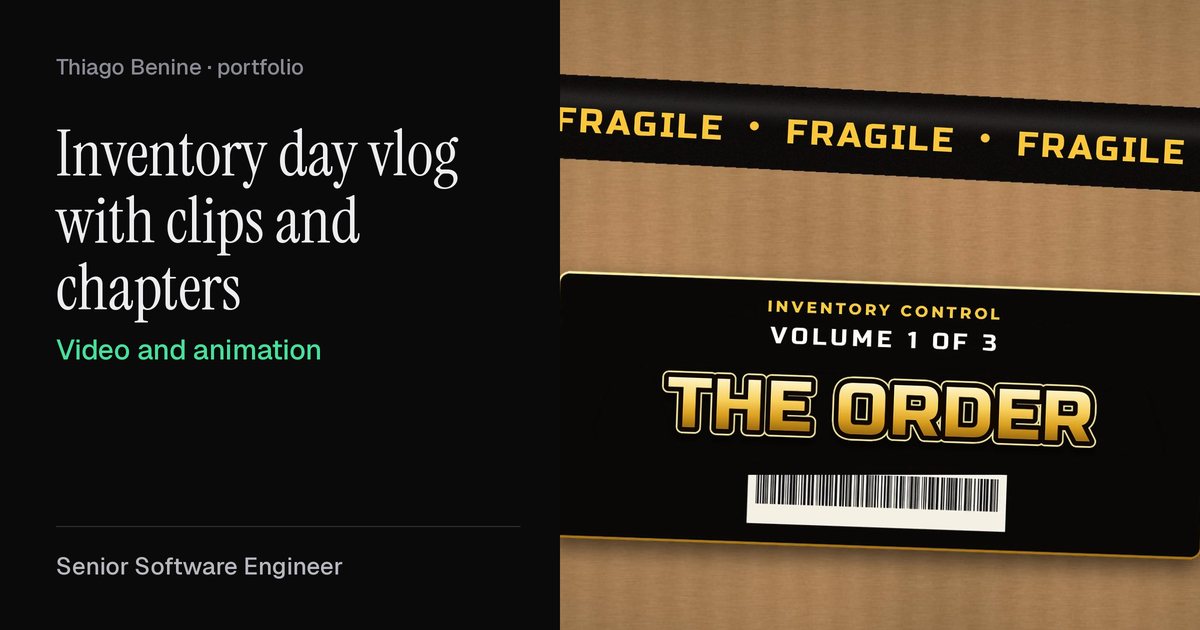 Thiago Benine · portfolio
Inventory day vlog
with clips and
chapters
Video and animation
Senior Software Engineer
FRAGILE • FRAGILE • FRAGILE
INVENTORY CONTROL
VOLUME 1 OF 3
THE ORDER